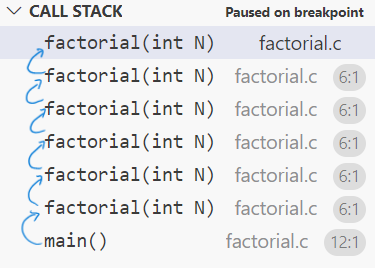 CALL STACK Paused on breakpoint
factorial(int N) factorial.c
factorial(int N) factorial.c 6:1
factorial(int N) factorial.c 6:1
factorial(int N) factorial.c 6:1
factorial(int N) factorial.c 6:1
factorial(int N) factorial.c 6:1
main() factorial.c 12:1